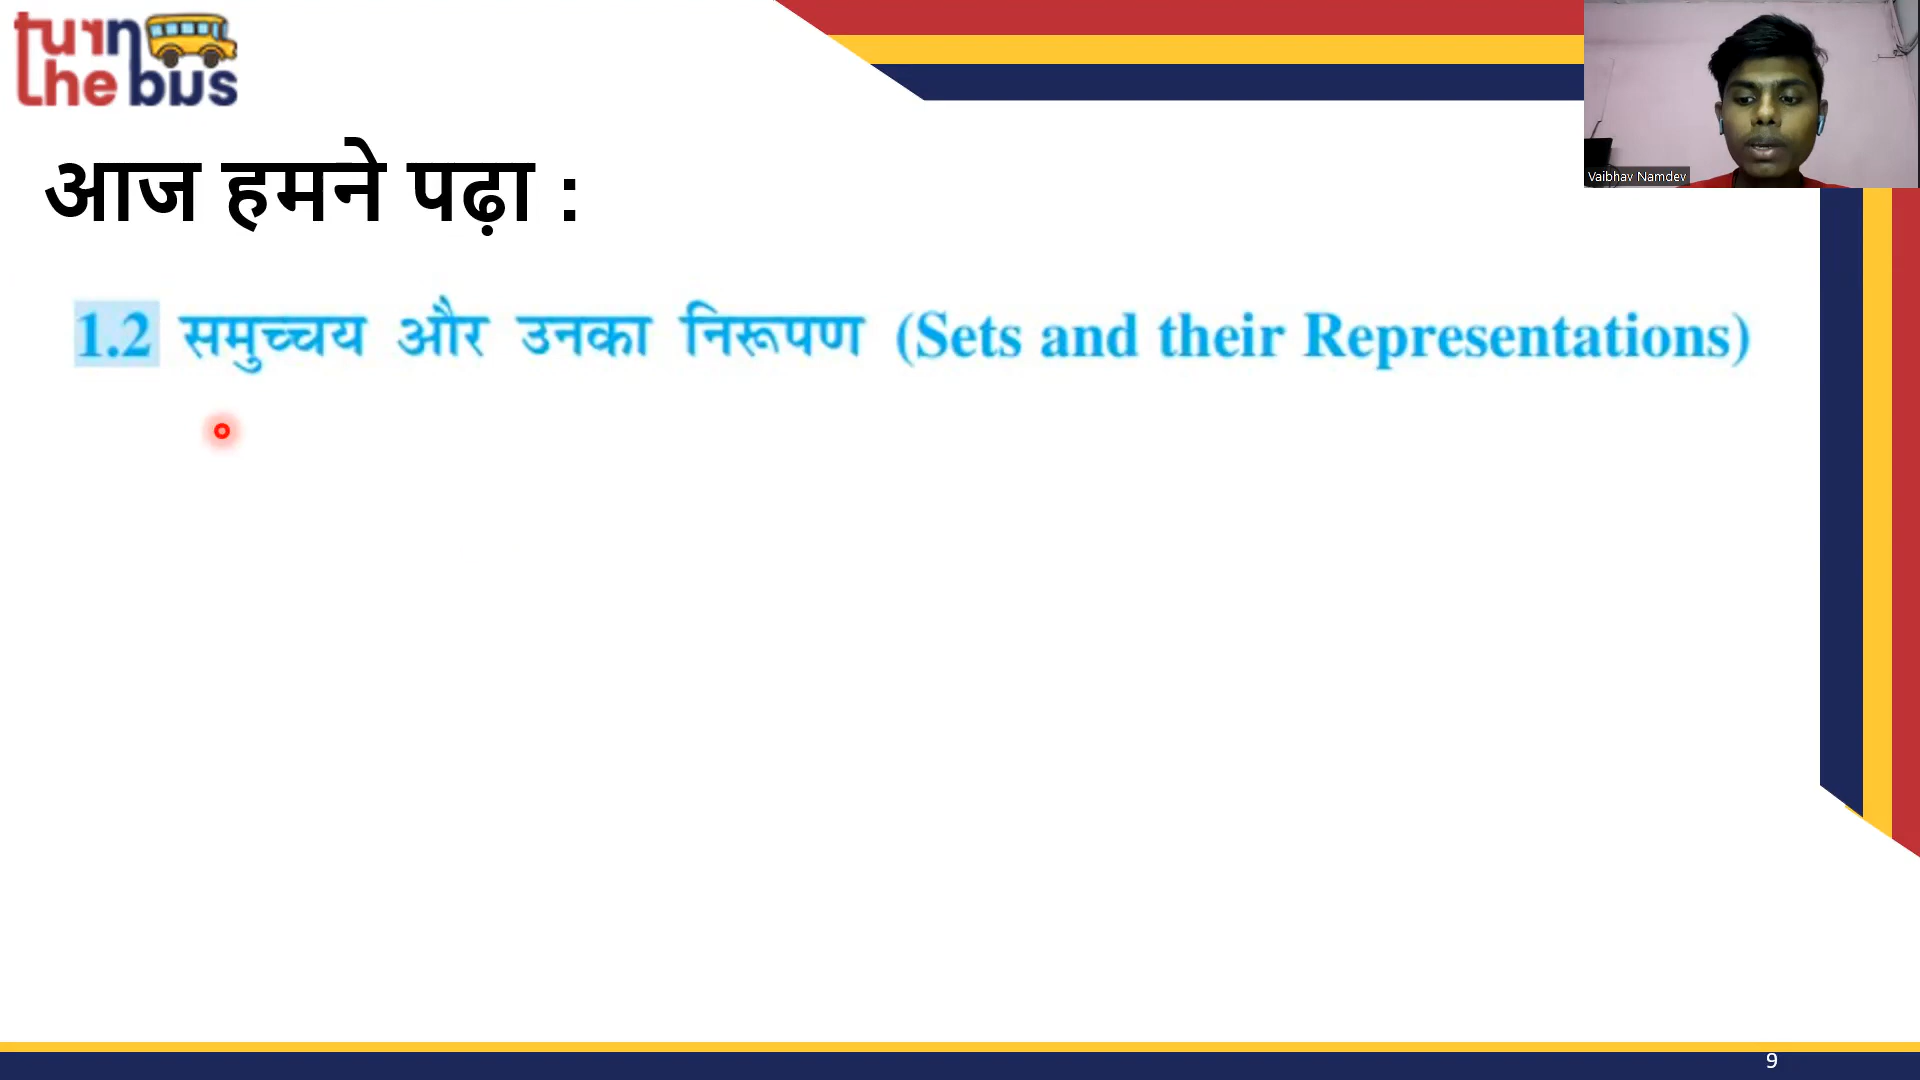 turn
the bus
Vaibhav Namdev
आज हमने पढ़ा :
1.2 समुच्चय और उनका निरूपण (Sets and their Representations)
9